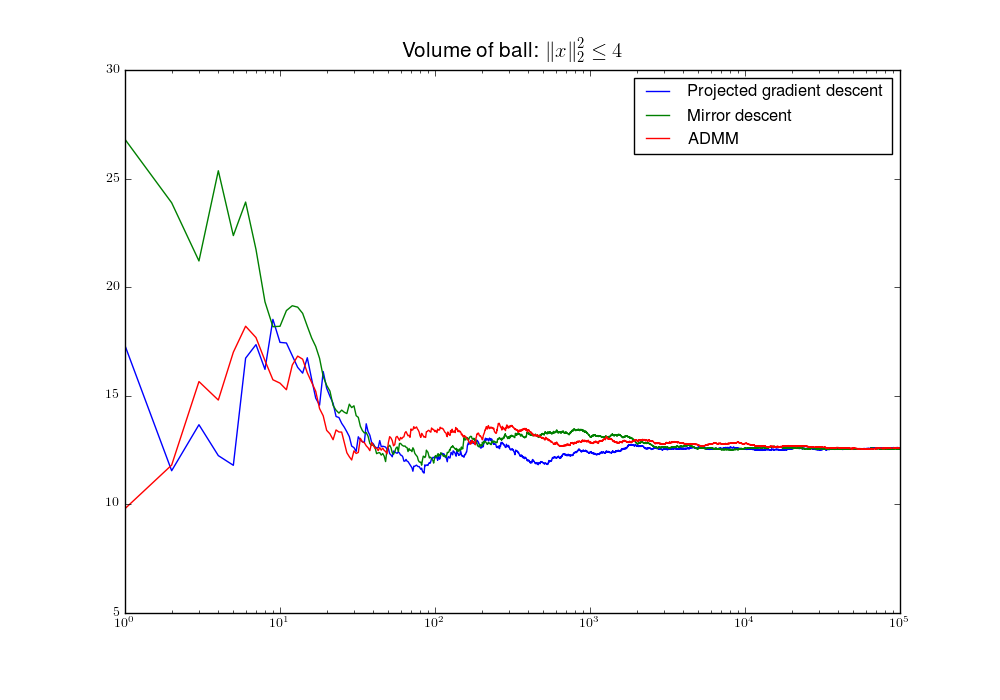 Volume of ball: ‖x‖₂² ≤ 4
Projected gradient descent
Mirror descent
ADMM
30
25
20
15
10
5
10⁰ 10¹ 10² 10³ 10⁴ 10⁵